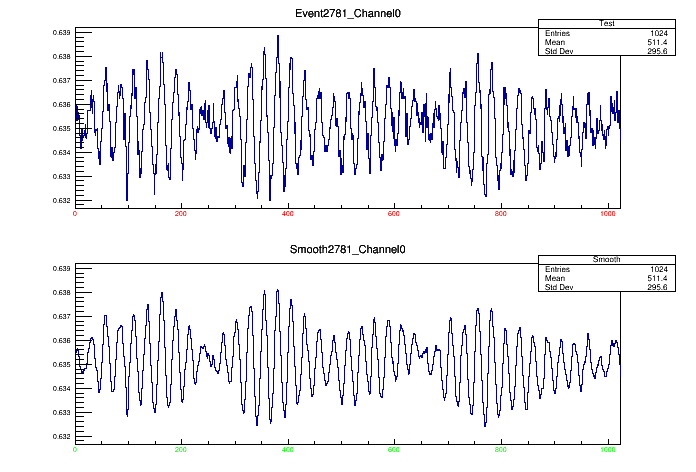 Event2781_Channel0
Test
Entries 1024
Mean 511.4
Std Dev 295.6
0.639
0.638
0.637
0.636
0.635
0.634
0.633
0.632
0 200 400 600 800 1000
Smooth2781_Channel0
Smooth
Entries 1024
Mean 511.4
Std Dev 295.6
0.639
0.638
0.637
0.636
0.635
0.634
0.633
0.632
0 200 400 600 800 1000